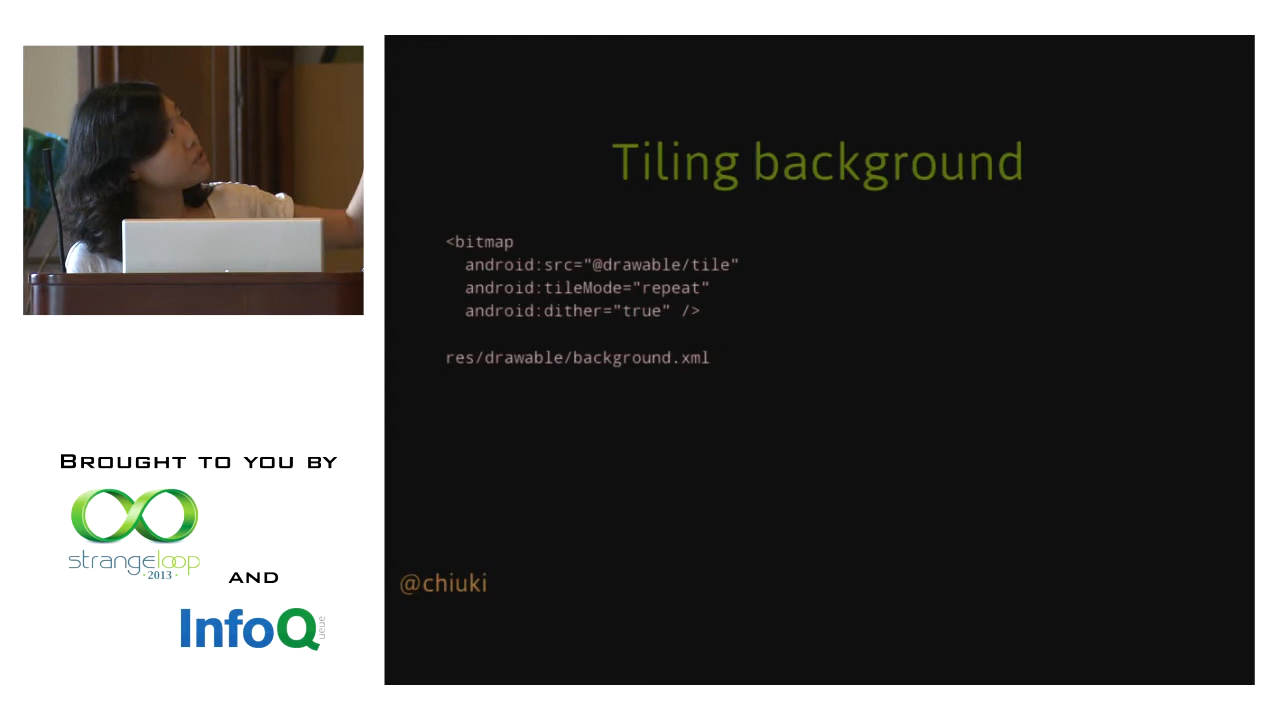 Tiling background
<bitmap
android:src="@drawable/tile"
android:tileMode="repeat"
android:dither="true" />
res/drawable/background.xml
@chiuki
BROUGHT TO YOU BY
strangeloop
·2013·
AND
InfoQ
ueue